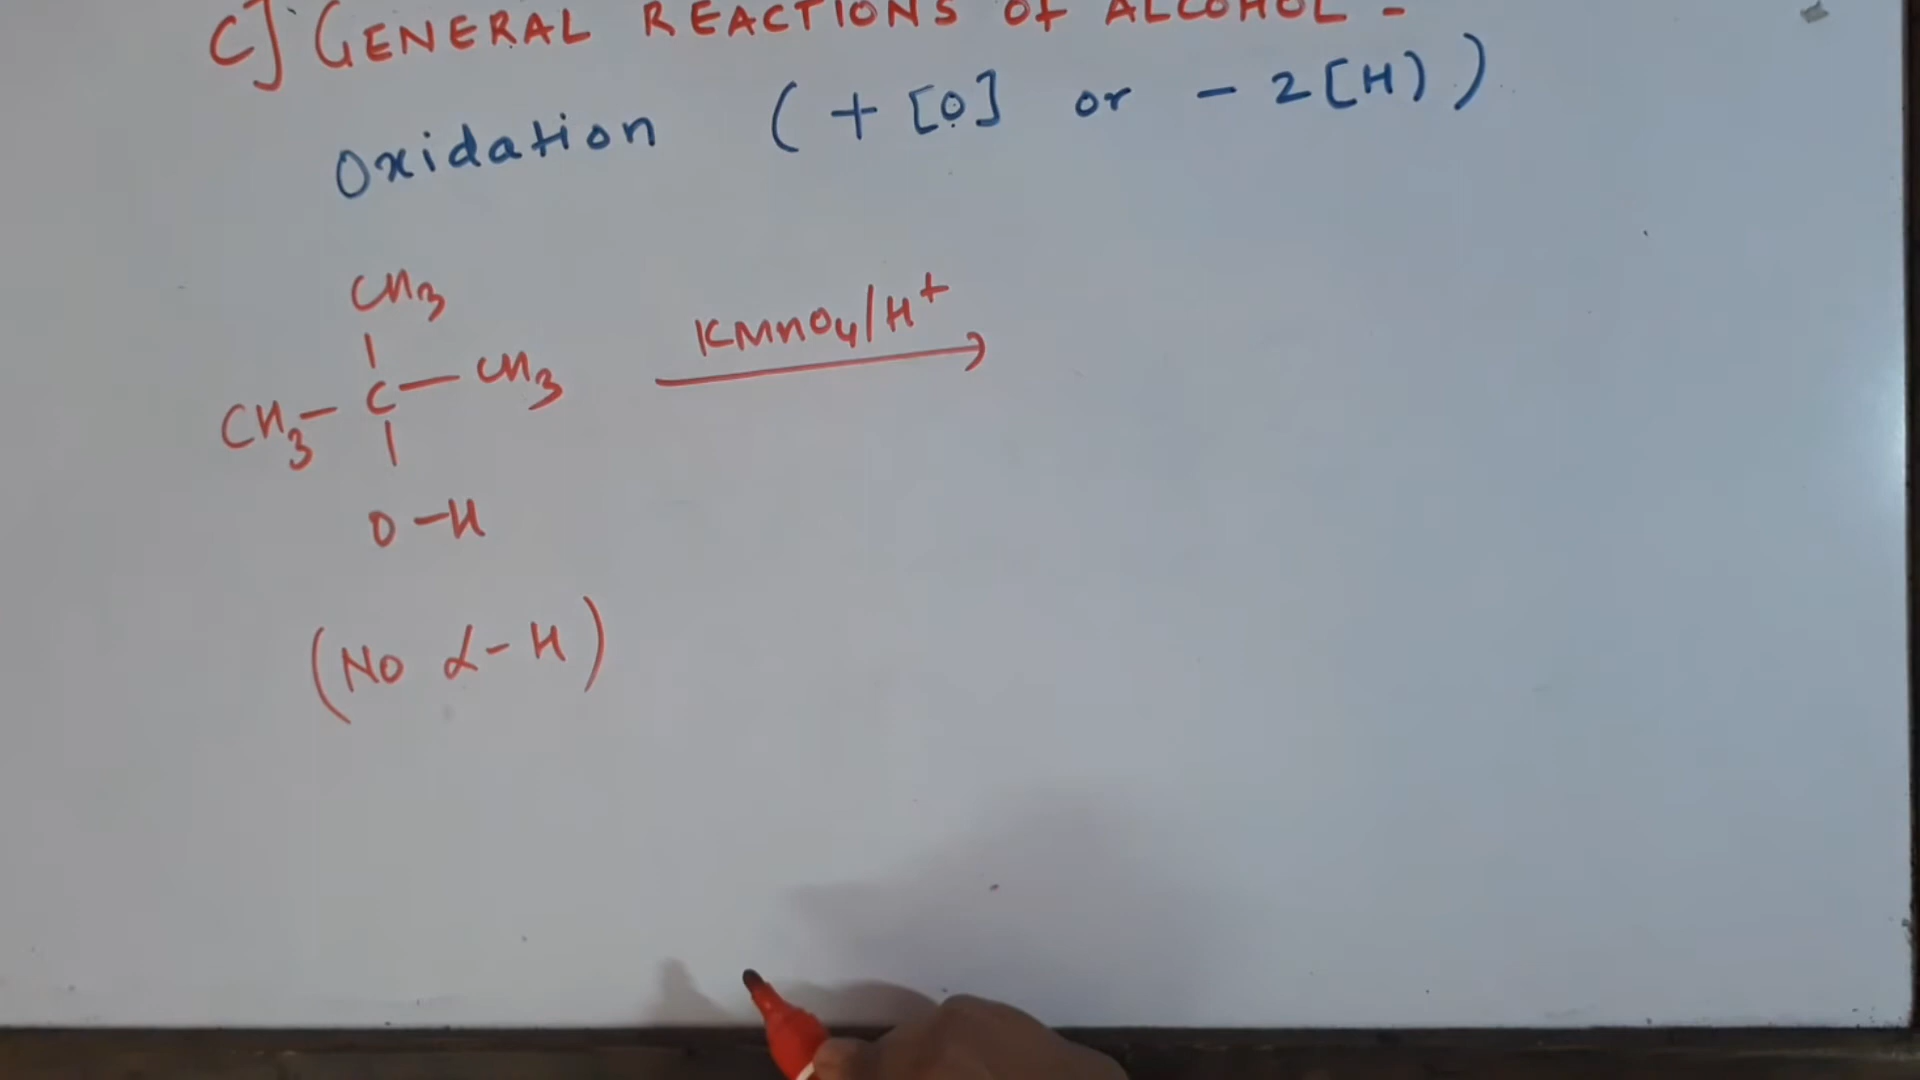 C] GENERAL REACTIONS OF ALCOHOL -
Oxidation ( + [O] or - 2[H) )
CH3
|
CH3 - C - CH3
|
O - H
KMnO4/H+
(No α - H)